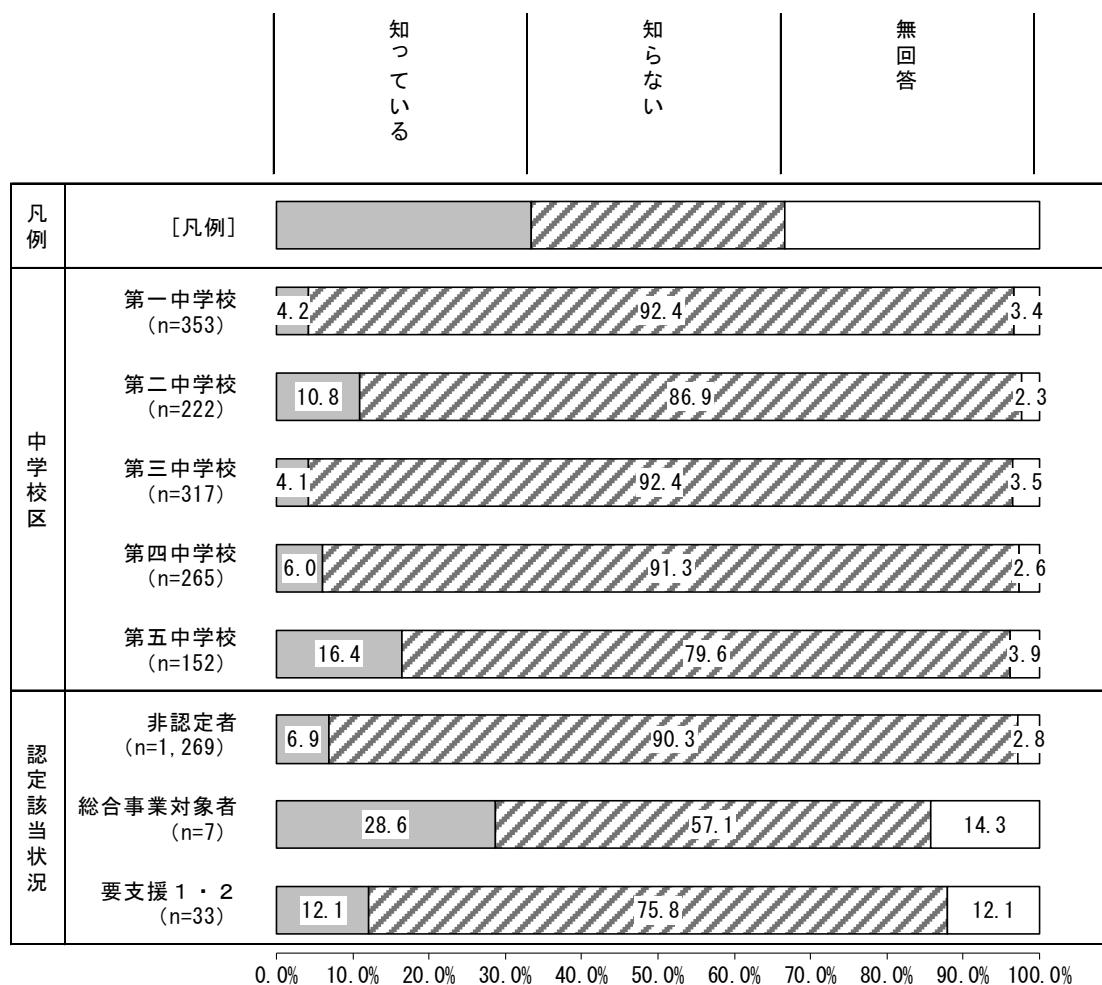 知っている
知らない
無回答
凡例
[凡例]
中学校区
第一中学校
(n=353)
4.2
92.4
3.4
第二中学校
(n=222)
10.8
86.9
2.3
第三中学校
(n=317)
4.1
92.4
3.5
第四中学校
(n=265)
6.0
91.3
2.6
第五中学校
(n=152)
16.4
79.6
3.9
認定該当状況
非認定者
(n=1,269)
6.9
90.3
2.8
総合事業対象者
(n=7)
28.6
57.1
14.3
要支援１・２
(n=33)
12.1
75.8
12.1
0.0% 10.0% 20.0% 30.0% 40.0% 50.0% 60.0% 70.0% 80.0% 90.0% 100.0%